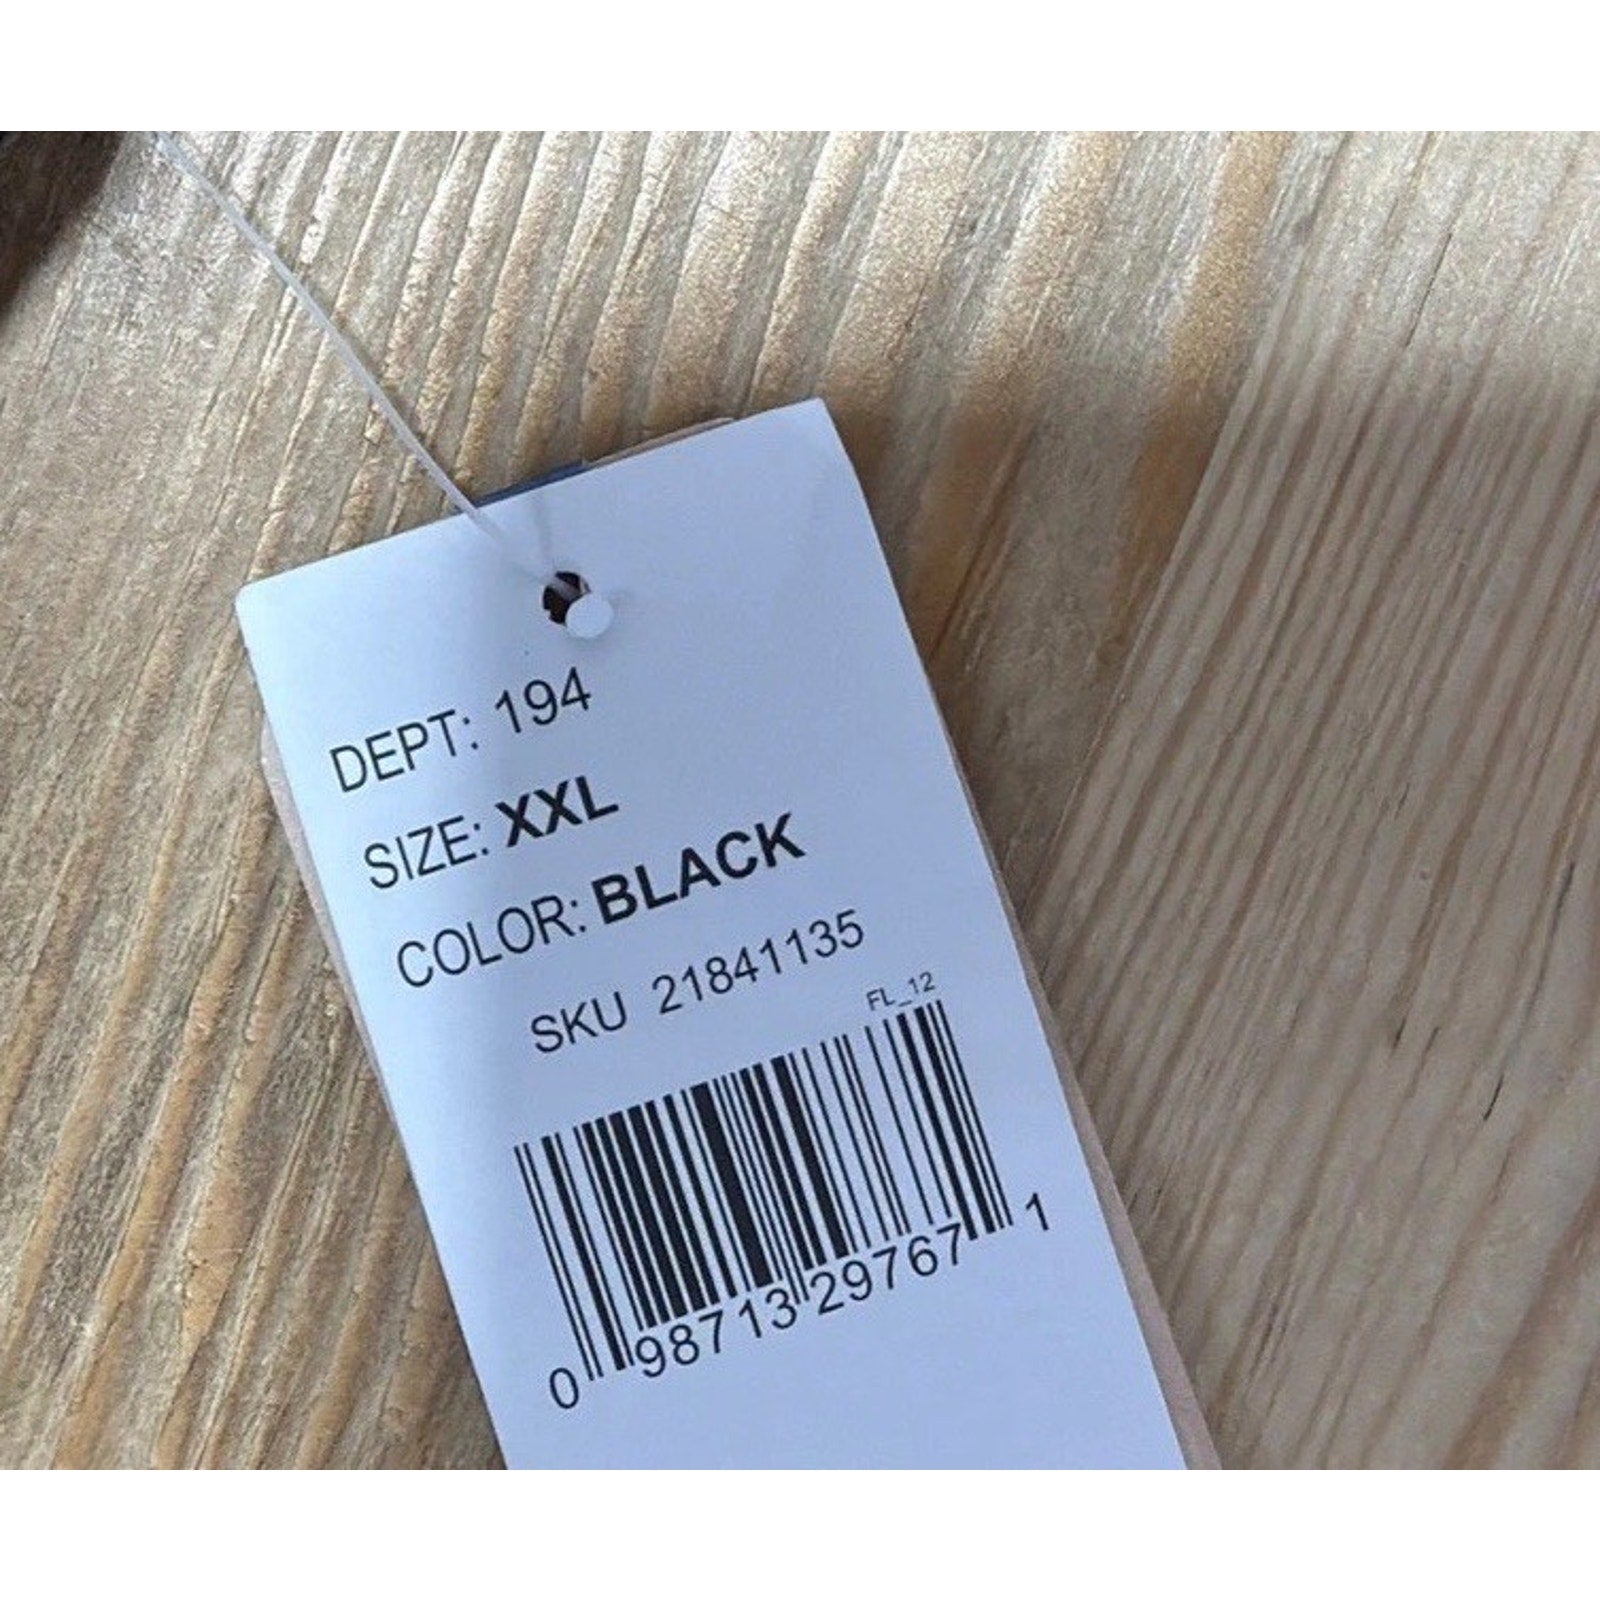 DEPT: 194
SIZE: XXL
COLOR: BLACK
SKU 21841135
FL_12
0 98713 29767 1